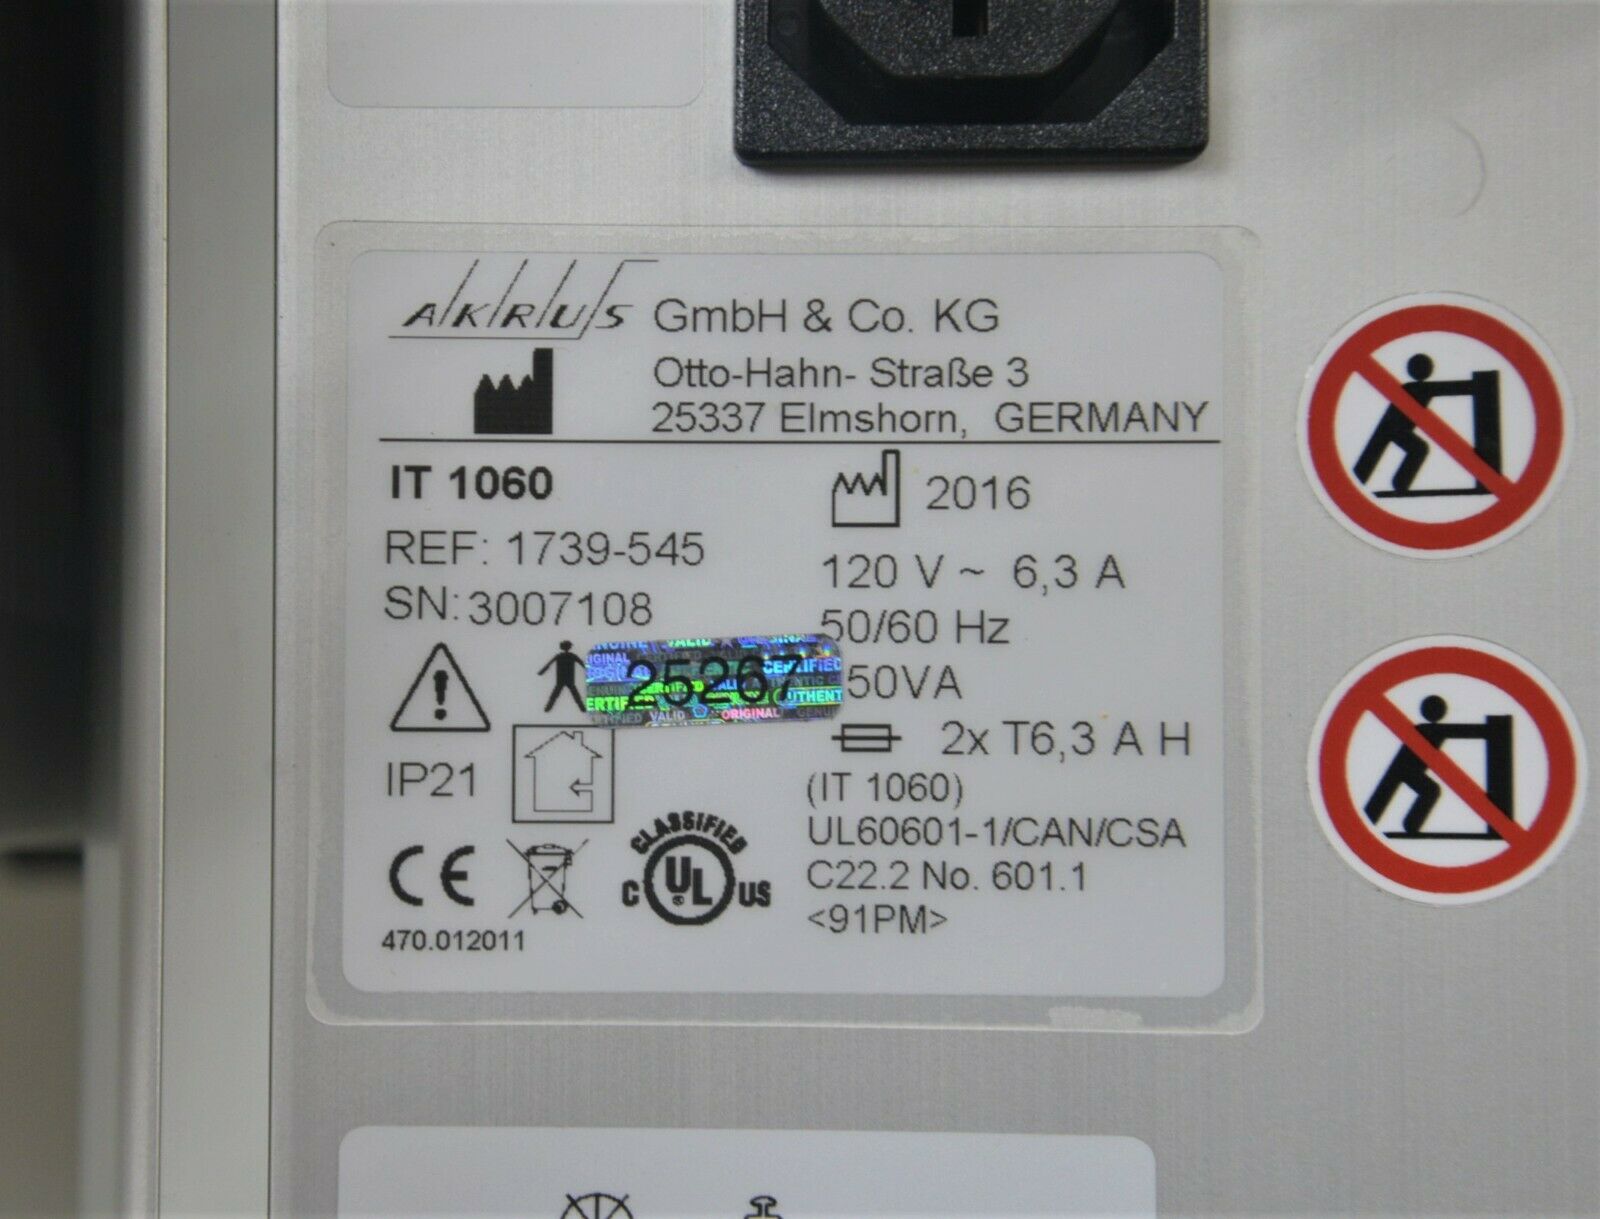 AKRUS GmbH & Co. KG
Otto-Hahn- Straße 3
25337 Elmshorn, GERMANY
IT 1060
2016
REF: 1739-545
120 V ~ 6,3 A
SN: 3007108
50/60 Hz
25267
50VA
2x T6,3 A H
IP21
(IT 1060)
UL60601-1/CAN/CSA
C22.2 No. 601.1
<91PM>
CLASSIFIED
C UL US
CE
470.012011